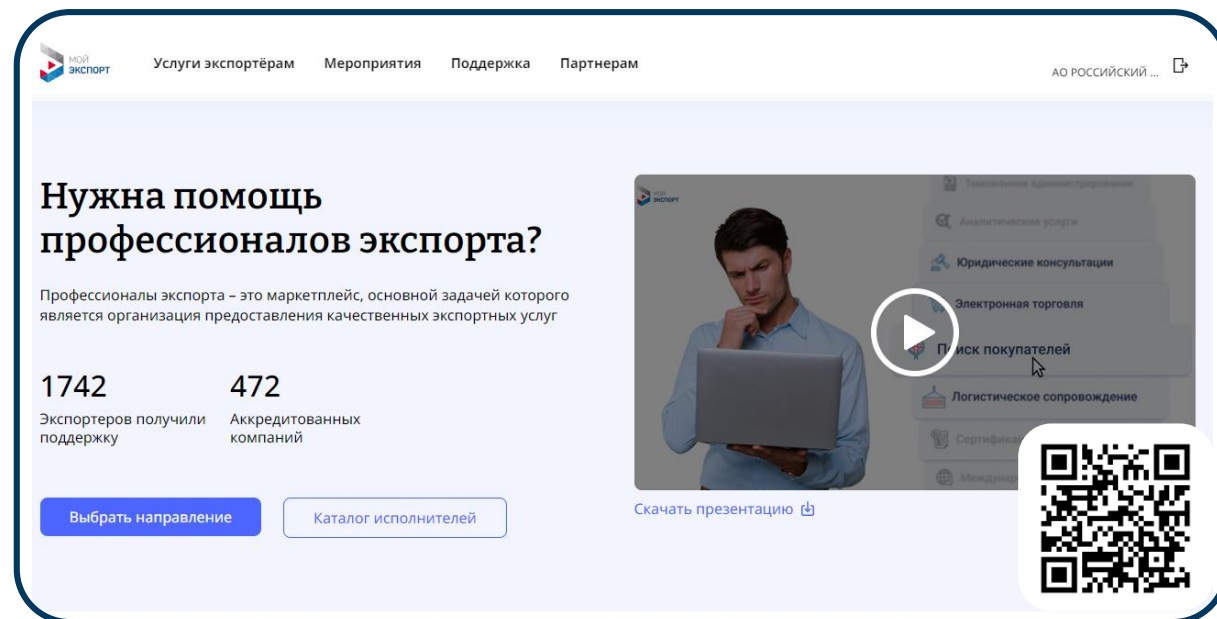 МОЙ
ЭКСПОРТ
Услуги экспортёрам
Мероприятия
Поддержка
Партнерам
АО РОССИЙСКИЙ ...
Нужна помощь
профессионалов экспорта?
Профессионалы экспорта – это маркетплейс, основной задачей которого
является организация предоставления качественных экспортных услуг
1742
Экспортеров получили
поддержку
472
Аккредитованных
компаний
Выбрать направление
Каталог исполнителей
МОЙ
ЭКСПОРТ
Таможенное администрирование
Аналитические услуги
Юридические консультации
Электронная торговля
Поиск покупателей
Логистическое сопровождение
Скачать презентацию